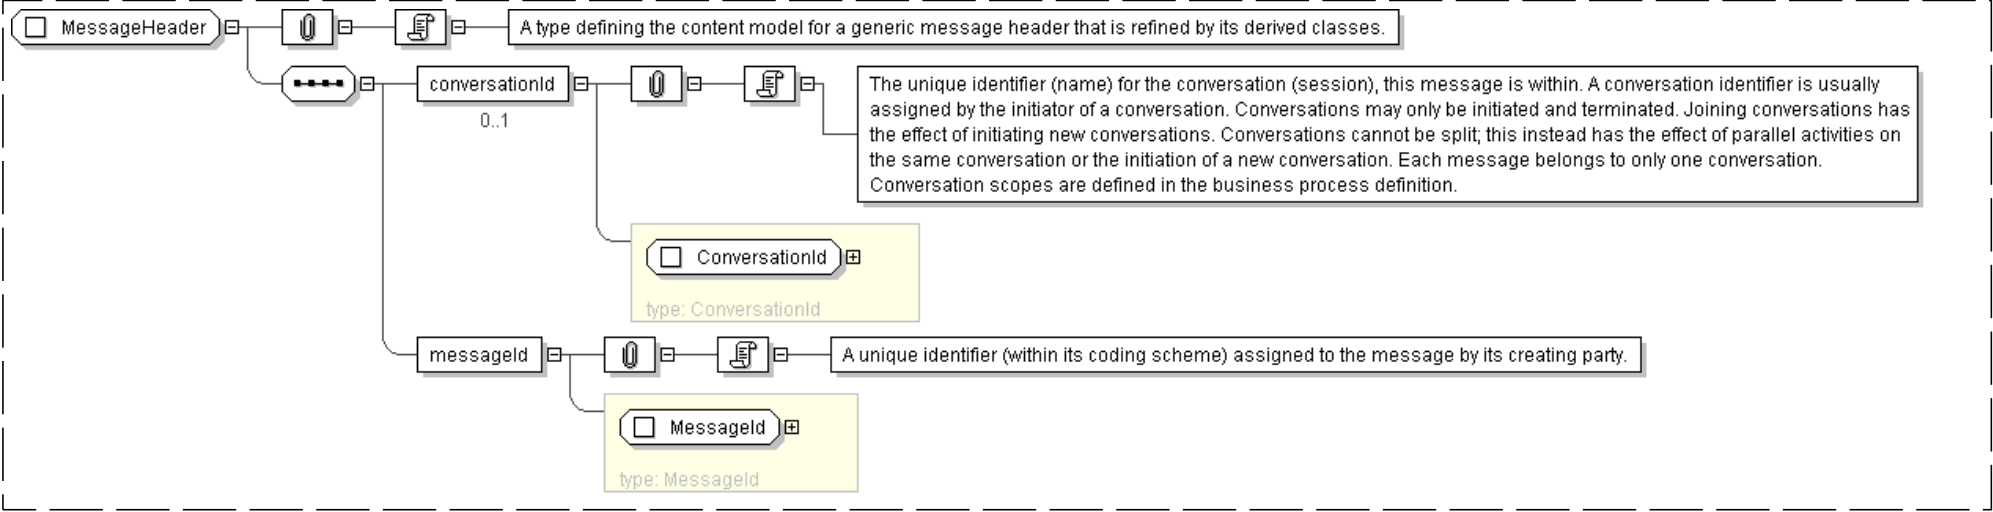 MessageHeader
A type defining the content model for a generic message header that is refined by its derived classes.
conversationId
0..1
The unique identifier (name) for the conversation (session), this message is within. A conversation identifier is usually
assigned by the initiator of a conversation. Conversations may only be initiated and terminated. Joining conversations has
the effect of initiating new conversations. Conversations cannot be split; this instead has the effect of parallel activities on
the same conversation or the initiation of a new conversation. Each message belongs to only one conversation.
Conversation scopes are defined in the business process definition.
ConversationId
type: ConversationId
messageId
A unique identifier (within its coding scheme) assigned to the message by its creating party.
MessageId
type: MessageId